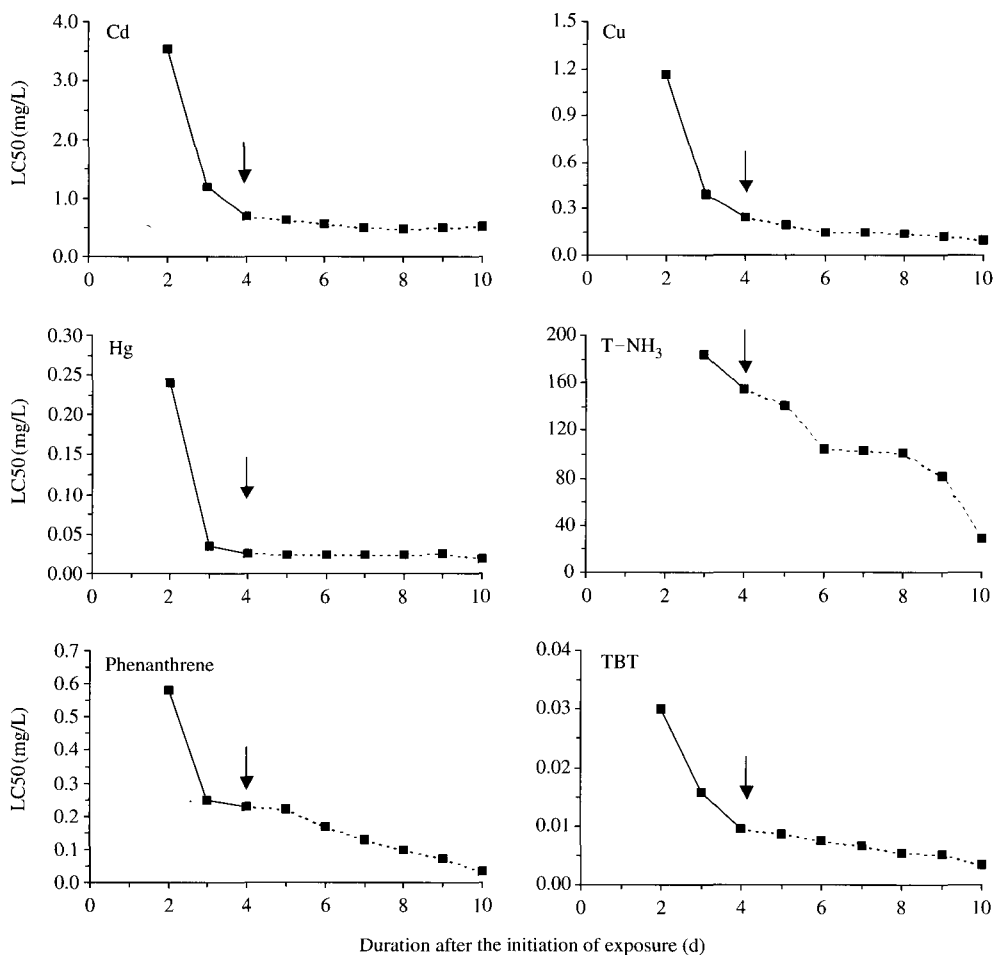 Cd
LC50 (mg/L)
4.0
3.0
2.0
1.0
0.0
0 2 4 6 8 10
Cu
1.5
1.2
0.9
0.6
0.3
0.0
0 2 4 6 8 10
Hg
LC50 (mg/L)
0.30
0.25
0.20
0.15
0.10
0.05
0.00
0 2 4 6 8 10
T-NH₃
200
160
120
80
40
0
0 2 4 6 8 10
Phenanthrene
LC50 (mg/L)
0.7
0.6
0.5
0.4
0.3
0.2
0.1
0.0
0 2 4 6 8 10
TBT
0.04
0.03
0.02
0.01
0.00
0 2 4 6 8 10
Duration after the initiation of exposure (d)